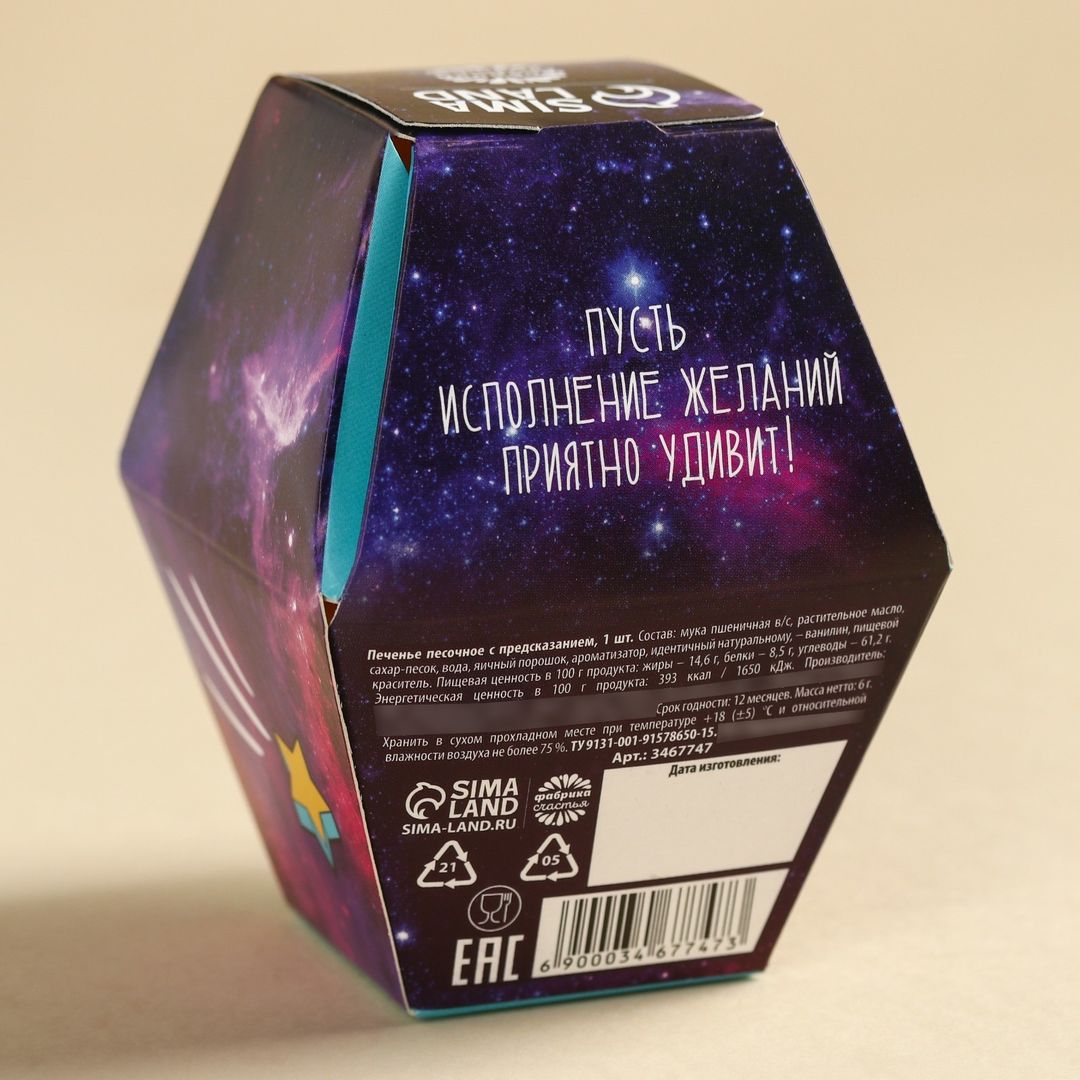 SIMA
LAND
ПУСТЬ
ИСПОЛНЕНИЕ ЖЕЛАНИЙ
ПРИЯТНО УДИВИТ!
Печенье песочное с предсказанием, 1 шт. Состав: мука пшеничная в/с, растительное масло,
сахар-песок, вода, яичный порошок, ароматизатор, идентичный натуральному, – ванилин, пищевой
краситель. Пищевая ценность в 100 г продукта: жиры – 14,6 г, белки – 8,5 г, углеводы – 61,2 г.
Энергетическая ценность в 100 г продукта: 393 ккал / 1650 кДж. Производитель:
Срок годности: 12 месяцев. Масса нетто: 6 г.
Хранить в сухом прохладном месте при температуре +18 (±5) °С и относительной
влажности воздуха не более 75 %. ТУ 9131-001-91578650-15.
Арт.: 3467747
Дата изготовления:
SIMA
LAND
SIMA-LAND.RU
фабрика
счастья
21
05
EAC
6 900034 677473